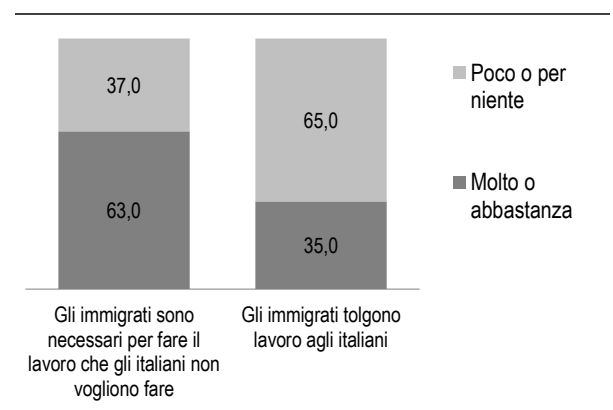 37,0
63,0
65,0
35,0
Poco o per
niente
Molto o
abbastanza
Gli immigrati sono
necessari per fare il
lavoro che gli italiani non
vogliono fare
Gli immigrati tolgono
lavoro agli italiani